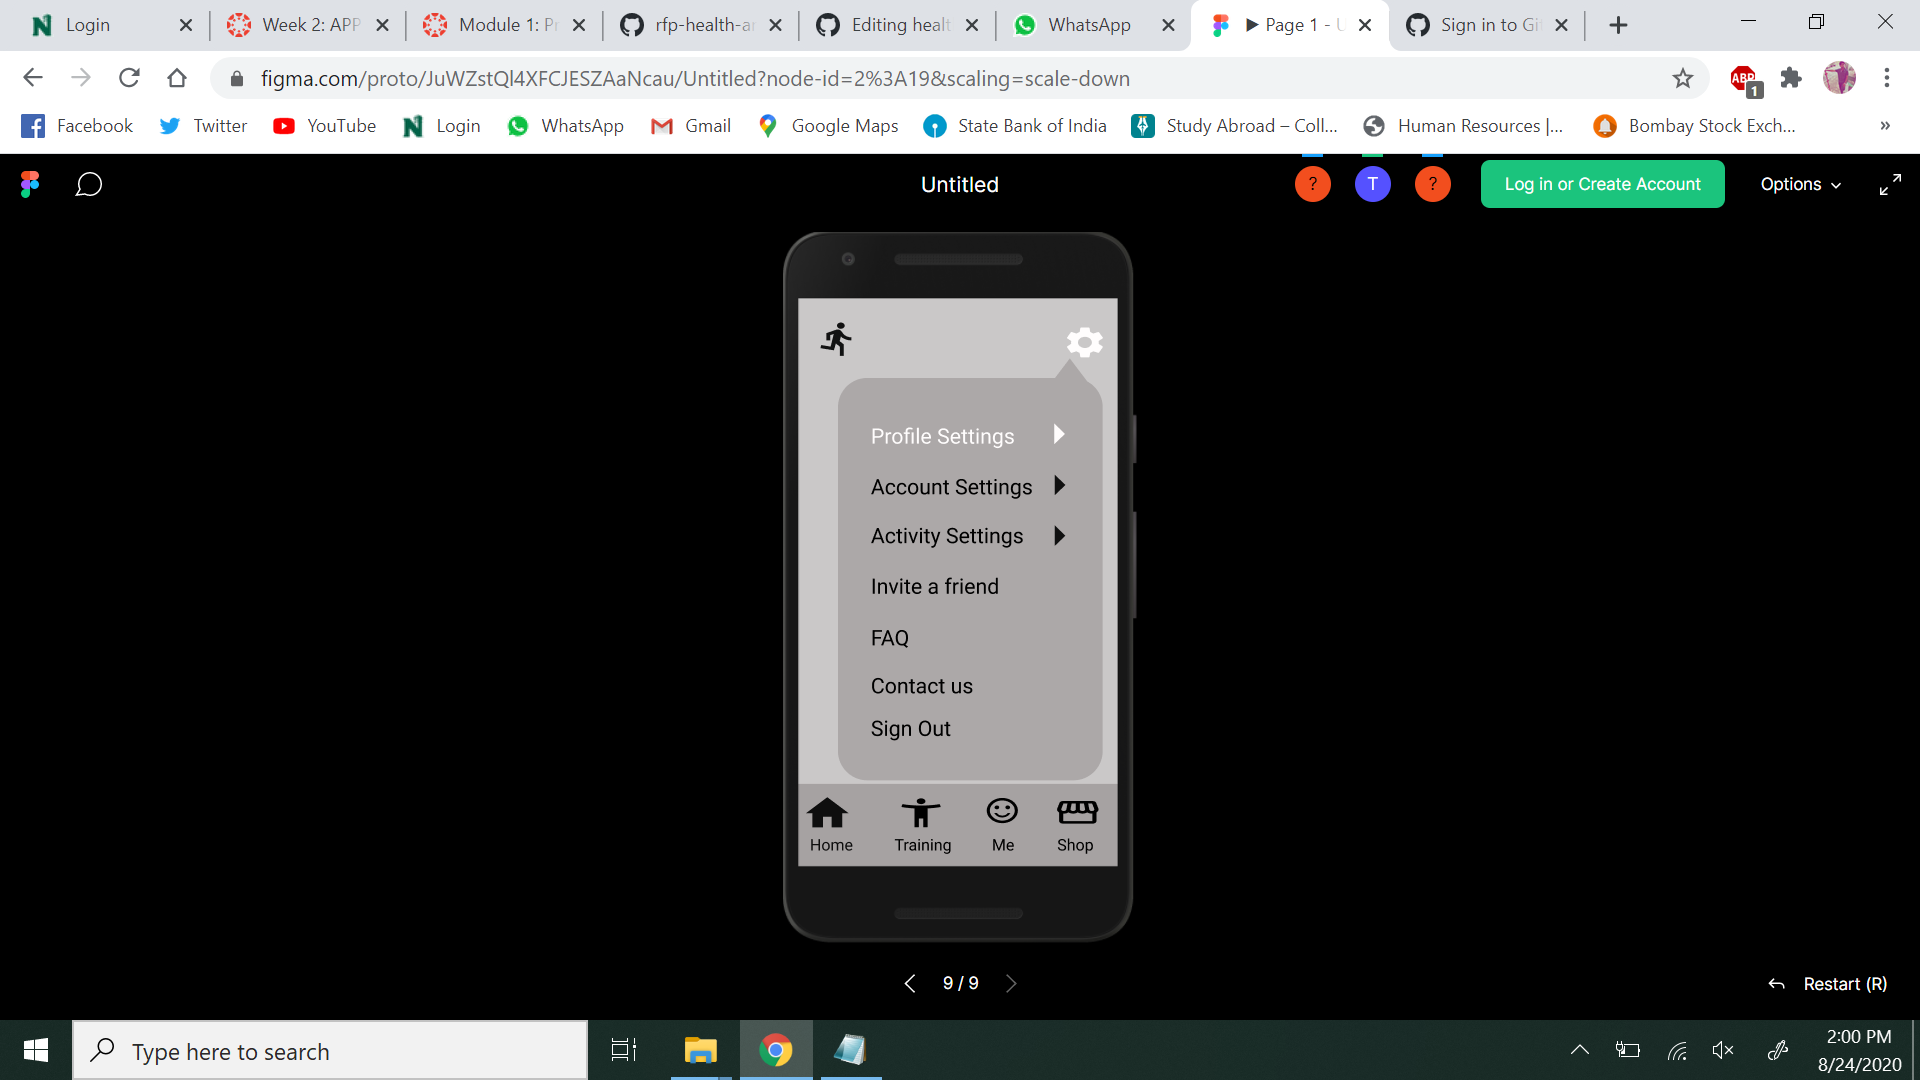 Login
Week 2: APP
Module 1: Pr
rfp-health-an
Editing healt
WhatsApp
▶ Page 1 - U
Sign in to Git
figma.com/proto/JuWZstQl4XFCJESZAaNcau/Untitled?node-id=2%3A19&scaling=scale-down
ABP
1
Facebook
Twitter
YouTube
Login
WhatsApp
Gmail
Google Maps
State Bank of India
Study Abroad – Coll...
Human Resources |...
Bombay Stock Exch...
»
Untitled
?
T
?
Log in or Create Account
Options
Profile Settings
Account Settings
Activity Settings
Invite a friend
FAQ
Contact us
Sign Out
Home
Training
Me
Shop
9 / 9
Restart (R)
Type here to search
2:00 PM
8/24/2020